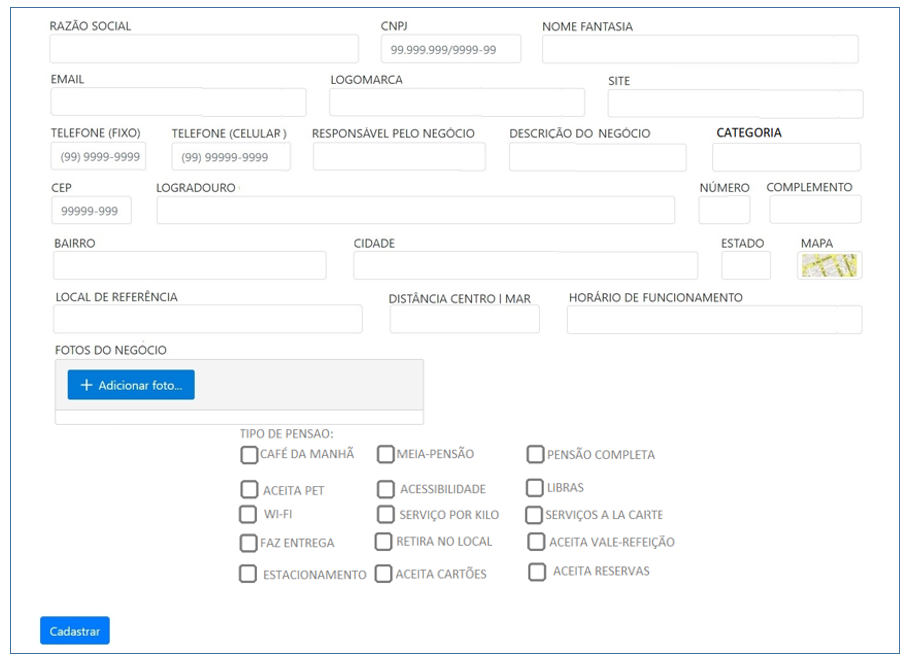 RAZÃO SOCIAL CNPJ NOME FANTASIA
99.999.999/9999-99
EMAIL LOGOMARCA SITE
TELEFONE (FIXO) TELEFONE (CELULAR ) RESPONSÁVEL PELO NEGÓCIO DESCRIÇÃO DO NEGÓCIO CATEGORIA
(99) 9999-9999 (99) 99999-9999
CEP LOGRADOURO NÚMERO COMPLEMENTO
99999-999
BAIRRO CIDADE ESTADO MAPA
LOCAL DE REFERÊNCIA DISTÂNCIA CENTRO | MAR HORÁRIO DE FUNCIONAMENTO
FOTOS DO NEGÓCIO
+ Adicionar foto...
TIPO DE PENSAO:
CAFÉ DA MANHÃ MEIA-PENSÃO PENSÃO COMPLETA
ACEITA PET ACESSIBILIDADE LIBRAS
WI-FI SERVIÇO POR KILO SERVIÇOS A LA CARTE
FAZ ENTREGA RETIRA NO LOCAL ACEITA VALE-REFEIÇÃO
ESTACIONAMENTO ACEITA CARTÕES ACEITA RESERVAS
Cadastrar